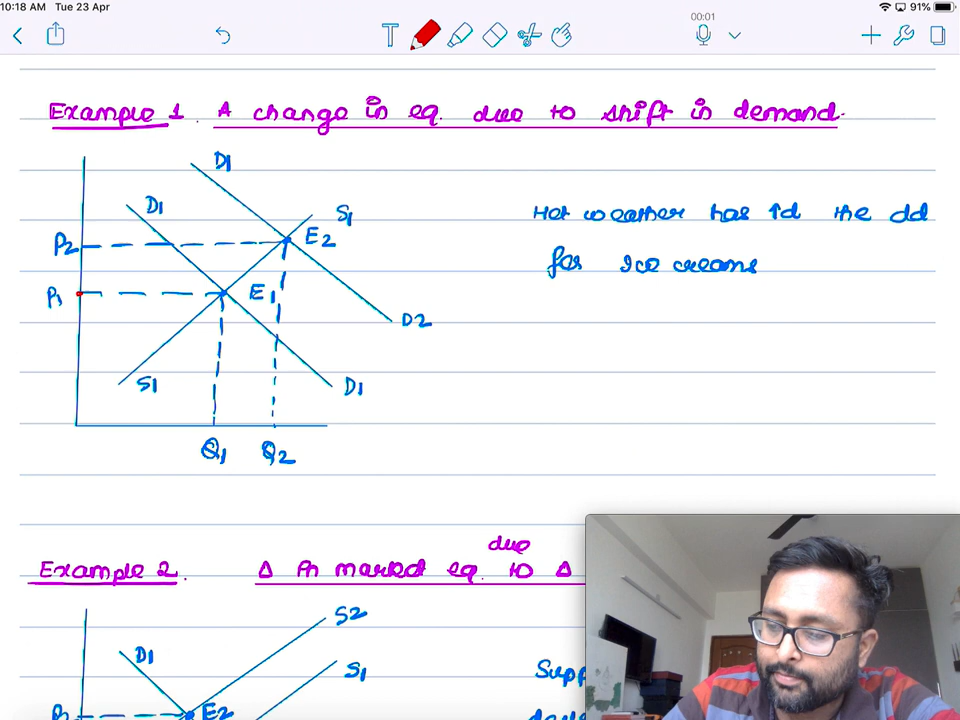 10:18 AM Tue 23 Apr
91%
00:01
T
Example 1. A change in eq. due to shift in demand.
D1
D1
S1
P2
E2
Hot weather has ↑d the dd
for Ice creams
P1
E1
D2
S1
D1
Q1 Q2
due
Example 2. Δ in market eq. to Δ
S2
D1
S1
Supp
E2